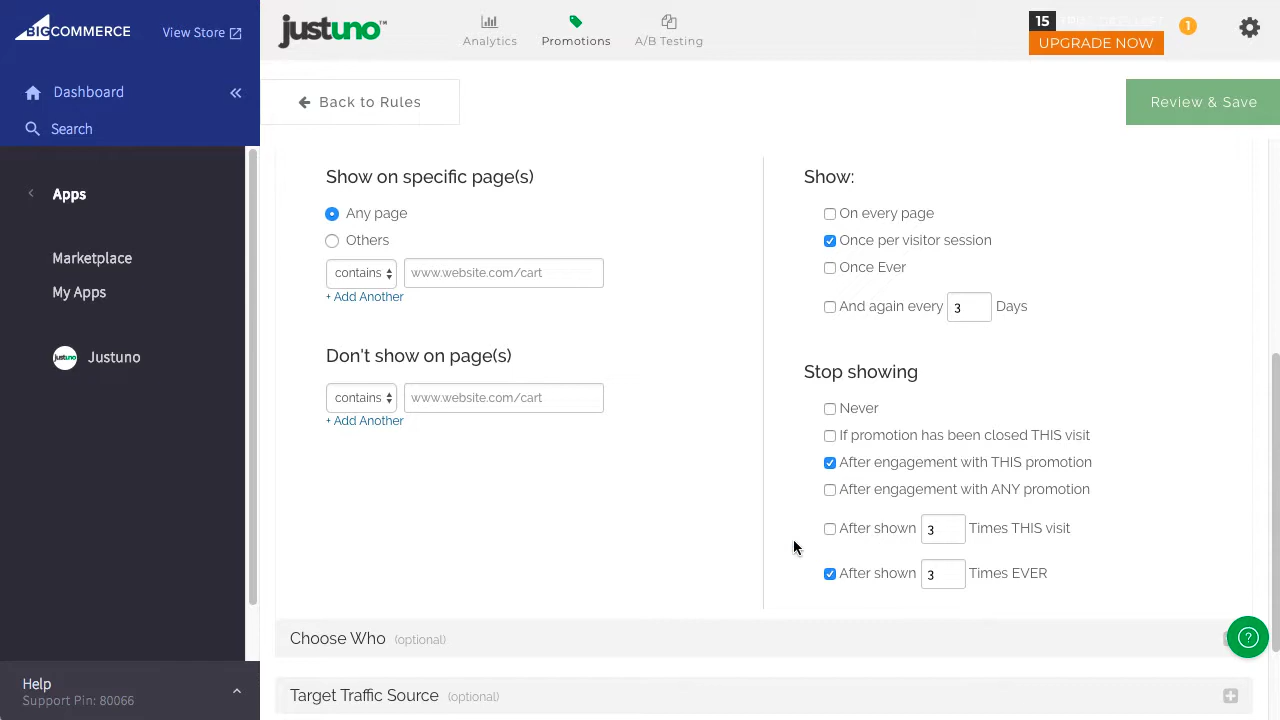 BIGCOMMERCE
View Store
Dashboard
Search
Apps
Marketplace
My Apps
justuno
Justuno
Help
Support Pin: 80066
justuno™
Analytics
Promotions
A/B Testing
15 TRIAL DAYS LEFT
UPGRADE NOW
1
Back to Rules
Review & Save
Show on specific page(s)
Any page
Others
contains
www.website.com/cart
+ Add Another
Don't show on page(s)
contains
www.website.com/cart
+ Add Another
Show:
On every page
Once per visitor session
Once Ever
And again every 3 Days
Stop showing
Never
If promotion has been closed THIS visit
After engagement with THIS promotion
After engagement with ANY promotion
After shown 3 Times THIS visit
After shown 3 Times EVER
Choose Who (optional)
Target Traffic Source (optional)